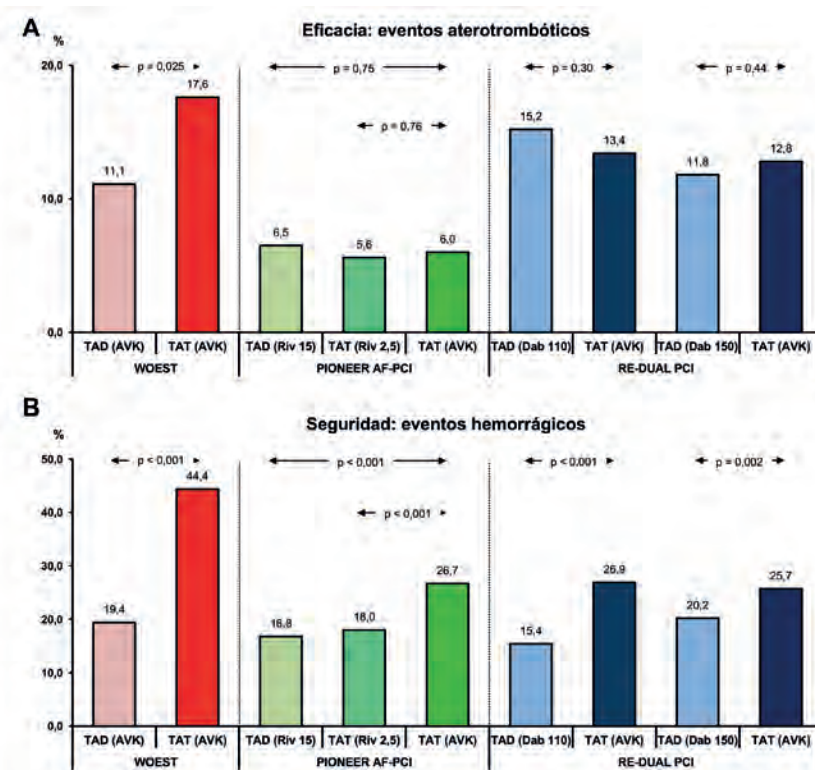 A
Eficacia: eventos aterotrombóticos
%
20,0
10,0
0,0
p = 0,025
p = 0,75
p = 0,76
p = 0,30
p = 0,44
11,1
17,6
6,5
5,6
6,0
15,2
13,4
11,8
12,8
TAD (AVK) TAT (AVK) TAD (Riv 15) TAT (Riv 2,5) TAT (AVK) TAD (Dab 110) TAT (AVK) TAD (Dab 150) TAT (AVK)
WOEST PIONEER AF-PCI RE-DUAL PCI
B
Seguridad: eventos hemorrágicos
%
50,0
40,0
30,0
20,0
10,0
0,0
p < 0,001
p < 0,001
p < 0,001
p < 0,001
p = 0,002
19,4
44,4
16,8
18,0
26,7
15,4
26,9
20,2
25,7
TAD (AVK) TAT (AVK) TAD (Riv 15) TAT (Riv 2,5) TAT (AVK) TAD (Dab 110) TAT (AVK) TAD (Dab 150) TAT (AVK)
WOEST PIONEER AF-PCI RE-DUAL PCI